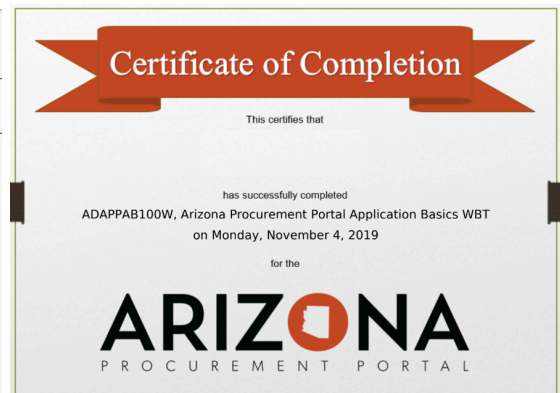 Certificate of Completion
This certifies that
has successfully completed
ADAPPAB100W, Arizona Procurement Portal Application Basics WBT
on Monday, November 4, 2019
for the
ARIZONA
PROCUREMENT PORTAL